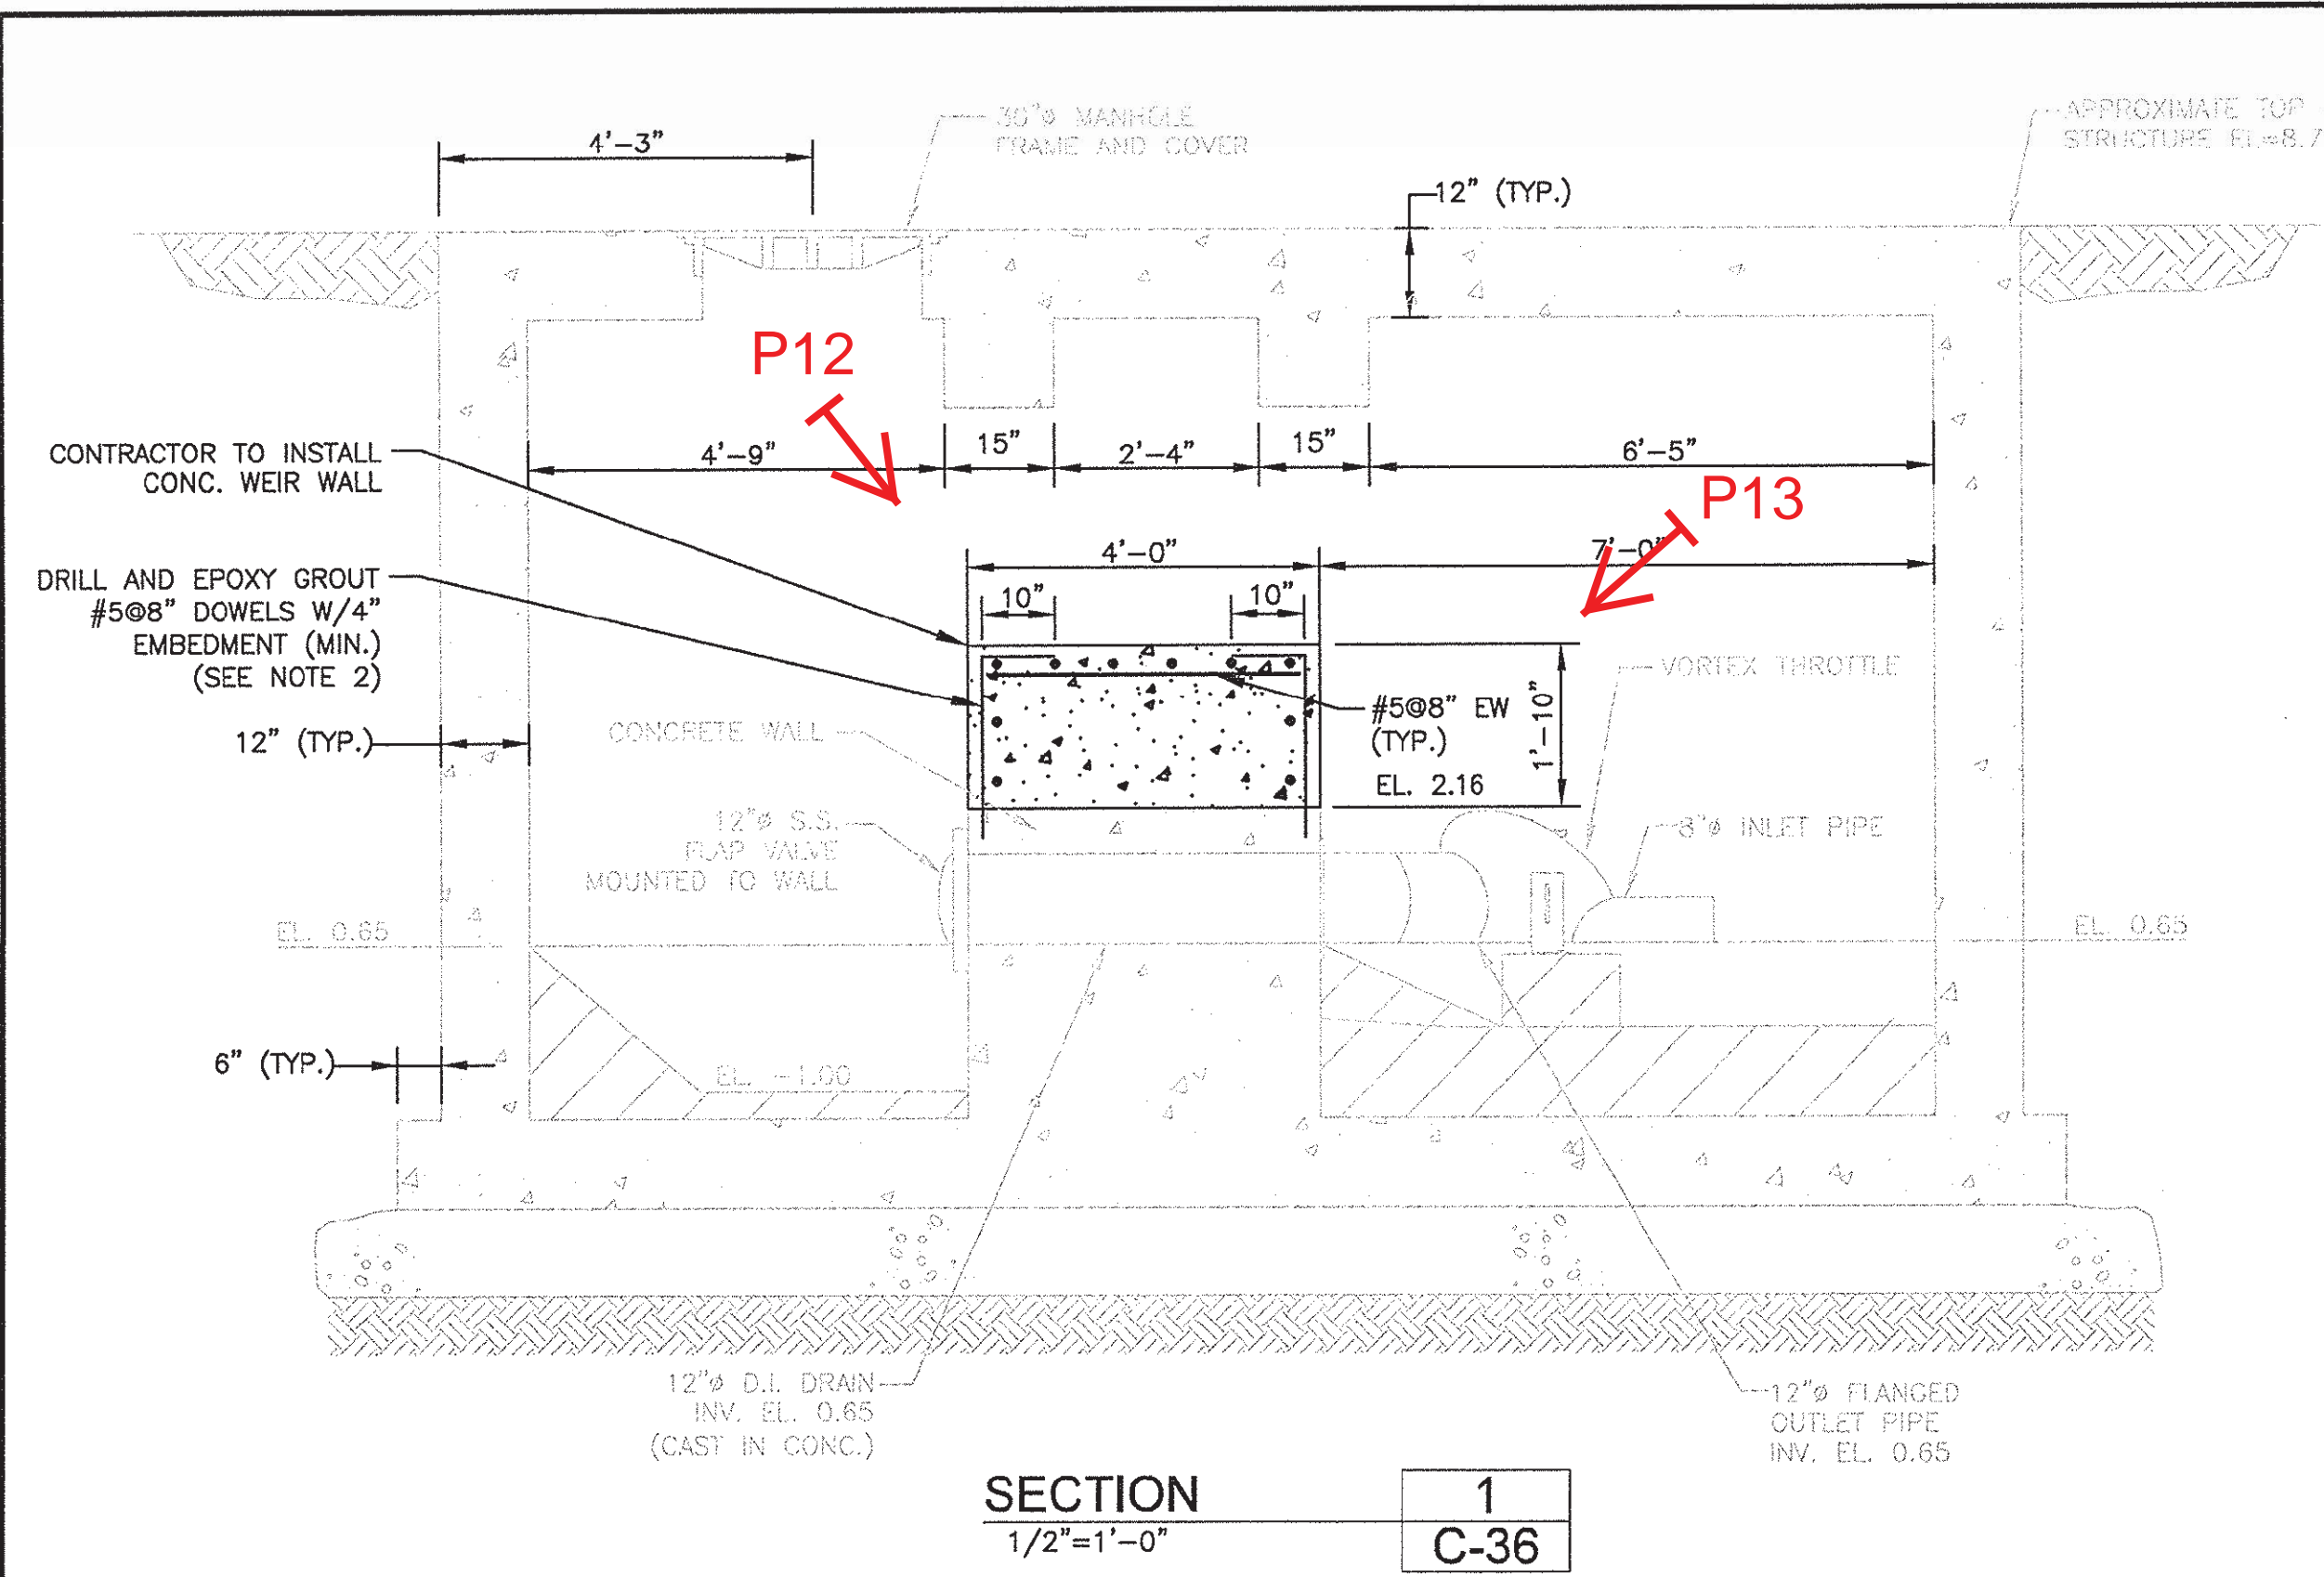 30"ø MANHOLE
FRAME AND COVER
APPROXIMATE TOP
STRUCTURE EL=8.7
4'-3"
12" (TYP.)
P12
CONTRACTOR TO INSTALL
CONC. WEIR WALL
4'-9"
15"
2'-4"
15"
6'-5"
P13
DRILL AND EPOXY GROUT
#5@8" DOWELS W/4"
EMBEDMENT (MIN.)
(SEE NOTE 2)
4'-0"
7'-0"
10"
10"
VORTEX THROTTLE
12" (TYP.)
CONCRETE WALL
#5@8" EW
(TYP.)
EL. 2.16
1'-10"
12"ø S.S.
FLAP VALVE
MOUNTED TO WALL
8"ø INLET PIPE
EL. 0.65
EL. 0.65
6" (TYP.)
EL. -1.00
12"ø D.I. DRAIN
INV. EL. 0.65
(CAST IN CONC.)
12"ø FLANGED
OUTLET PIPE
INV. EL. 0.65
SECTION
1/2"=1'-0"
1
C-36